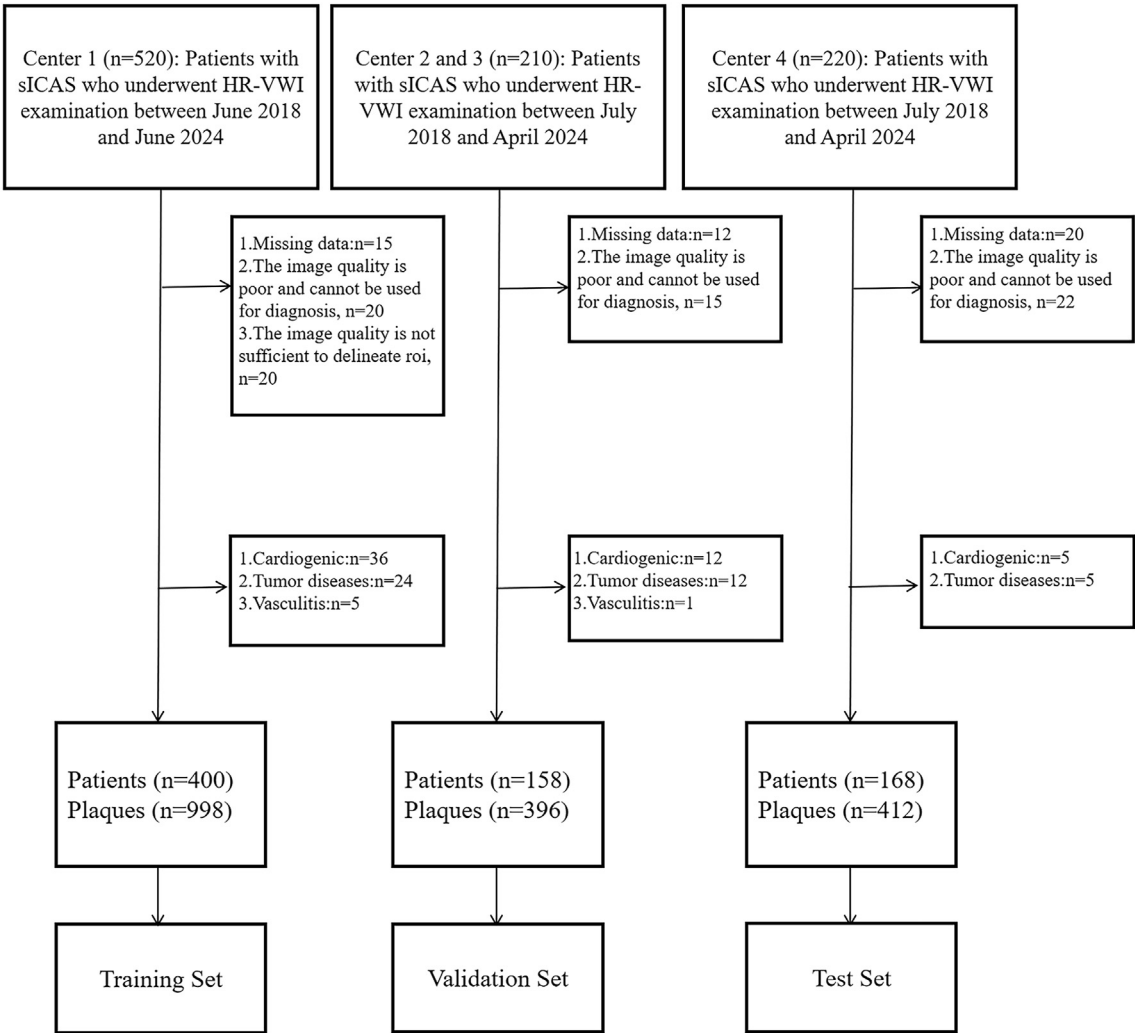 Center 1 (n=520): Patients with
sICAS who underwent HR-VWI
examination between June 2018
and June 2024
Center 2 and 3 (n=210): Patients
with sICAS who underwent HR-
VWI examination between July
2018 and April 2024
Center 4 (n=220): Patients with
sICAS who underwent HR-VWI
examination between July 2018
and April 2024
1.Missing data:n=15
2.The image quality is
poor and cannot be used
for diagnosis, n=20
3.The image quality is not
sufficient to delineate roi,
n=20
1.Missing data:n=12
2.The image quality is
poor and cannot be used
for diagnosis, n=15
1.Missing data:n=20
2.The image quality is
poor and cannot be used
for diagnosis, n=22
1.Cardiogenic:n=36
2.Tumor diseases:n=24
3.Vasculitis:n=5
1.Cardiogenic:n=12
2.Tumor diseases:n=12
3.Vasculitis:n=1
1.Cardiogenic:n=5
2.Tumor diseases:n=5
Patients (n=400)
Plaques (n=998)
Patients (n=158)
Plaques (n=396)
Patients (n=168)
Plaques (n=412)
Training Set
Validation Set
Test Set